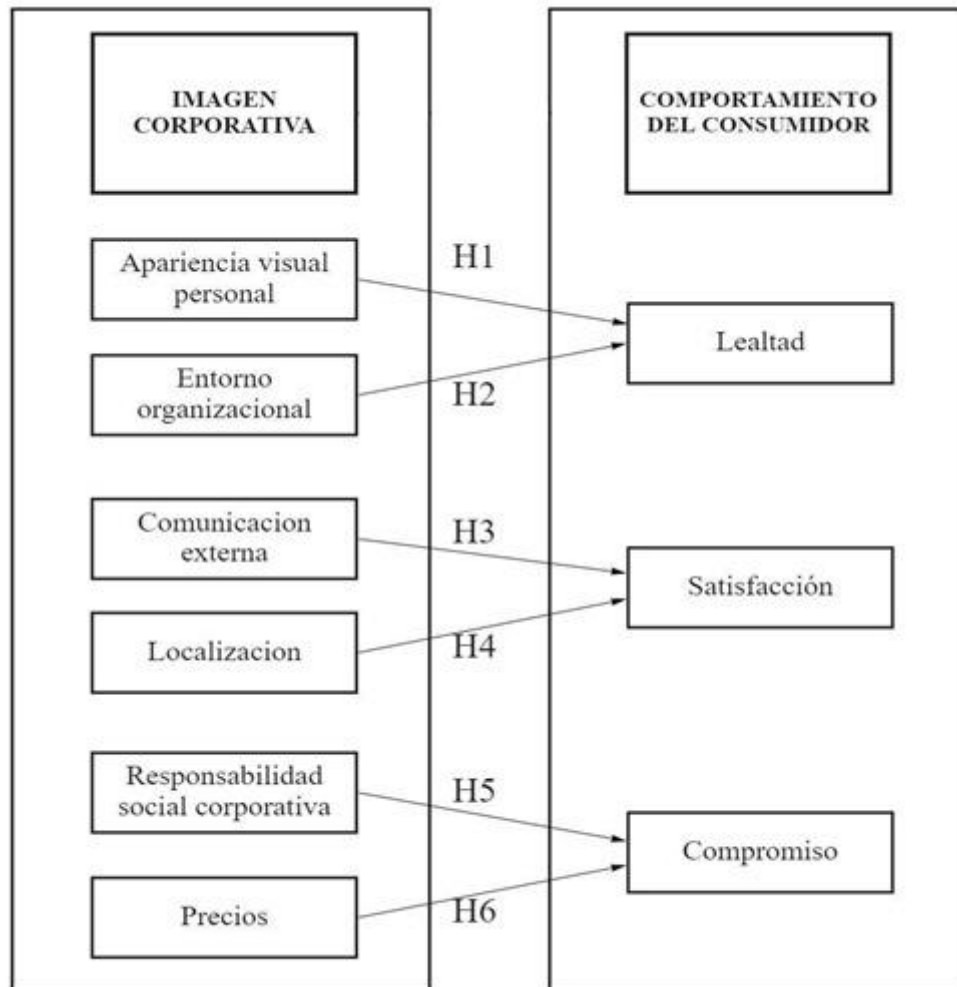 IMAGEN
CORPORATIVA
Apariencia visual
personal
Entorno
organizacional
Comunicacion
externa
Localizacion
Responsabilidad
social corporativa
Precios
H1
H2
H3
H4
H5
H6
COMPORTAMIENTO
DEL CONSUMIDOR
Lealtad
Satisfacción
Compromiso